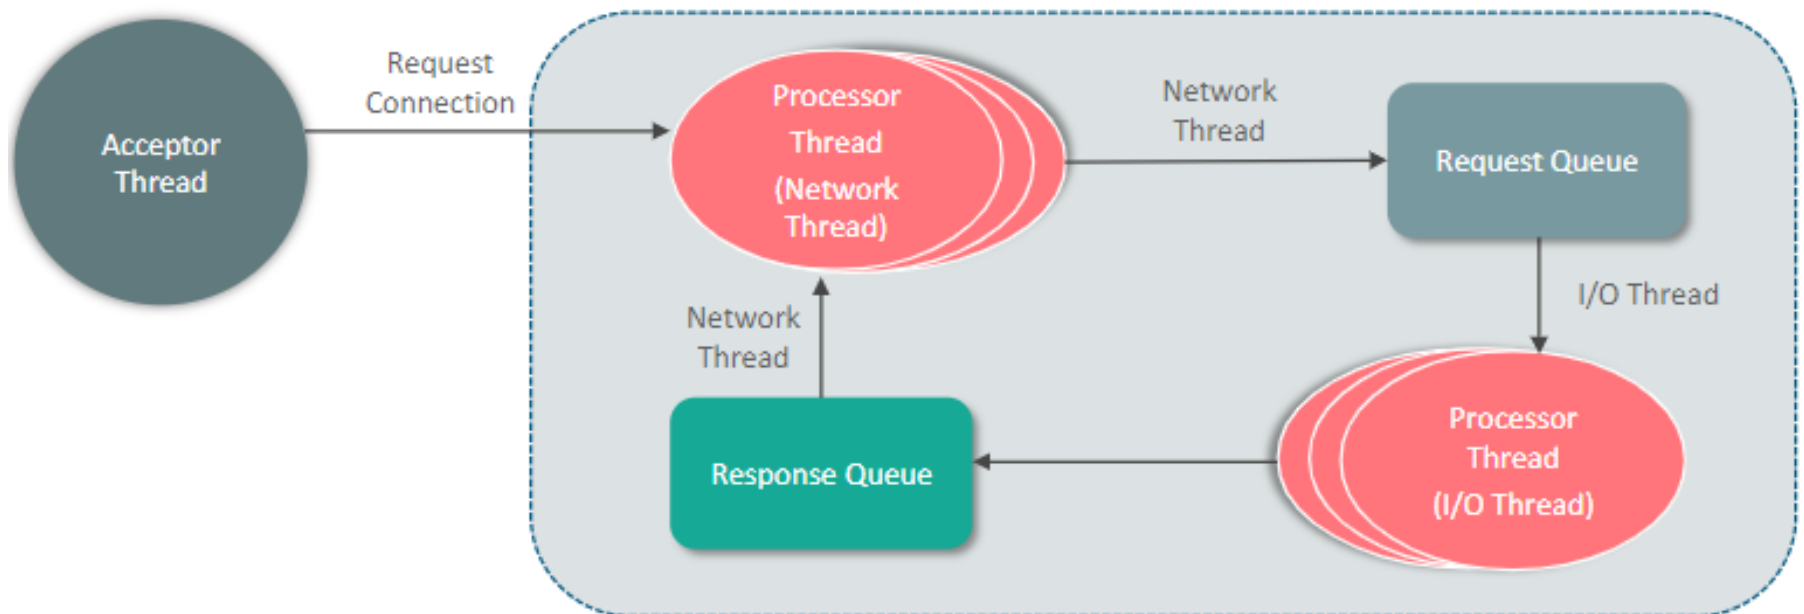 Request
Connection
Acceptor
Thread
Processor
Thread
(Network
Thread)
Network
Thread
Request Queue
I/O Thread
Network
Thread
Response Queue
Processor
Thread
(I/O Thread)